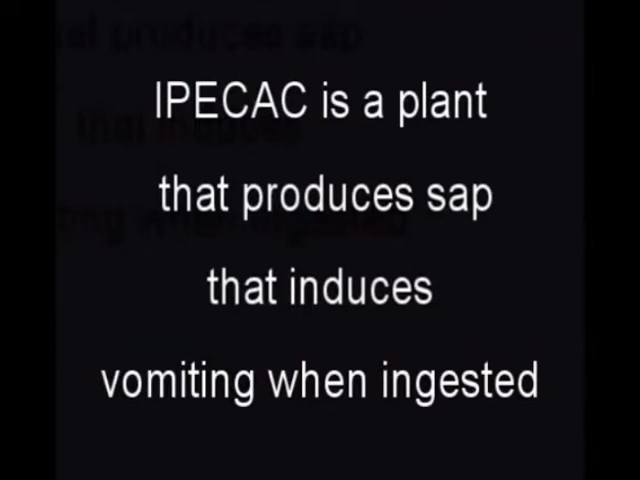 IPECAC is a plant
that produces sap
that induces
vomiting when ingested